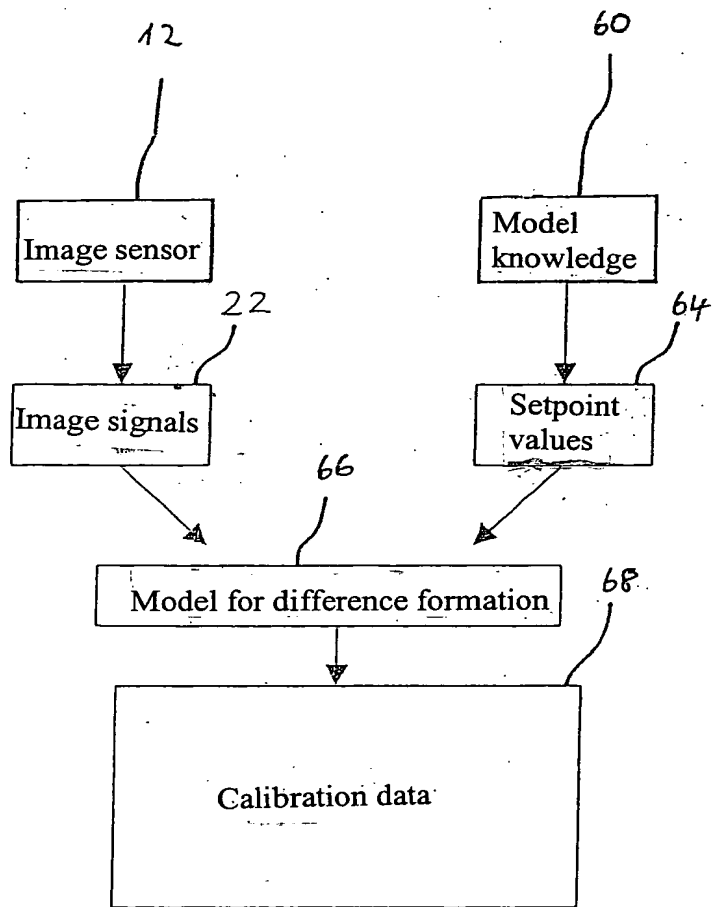 12
60
Image sensor
Model
knowledge
22
64
Image signals
Setpoint
values
66
Model for difference formation
68
Calibration data